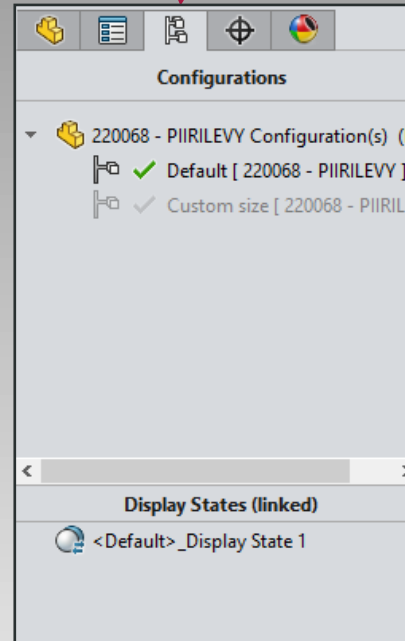 Configurations
220068 - PIIRILEVY Configuration(s) (
Default [ 220068 - PIIRILEVY ]
Custom size [ 220068 - PIIRIL
Display States (linked)
<Default>_Display State 1